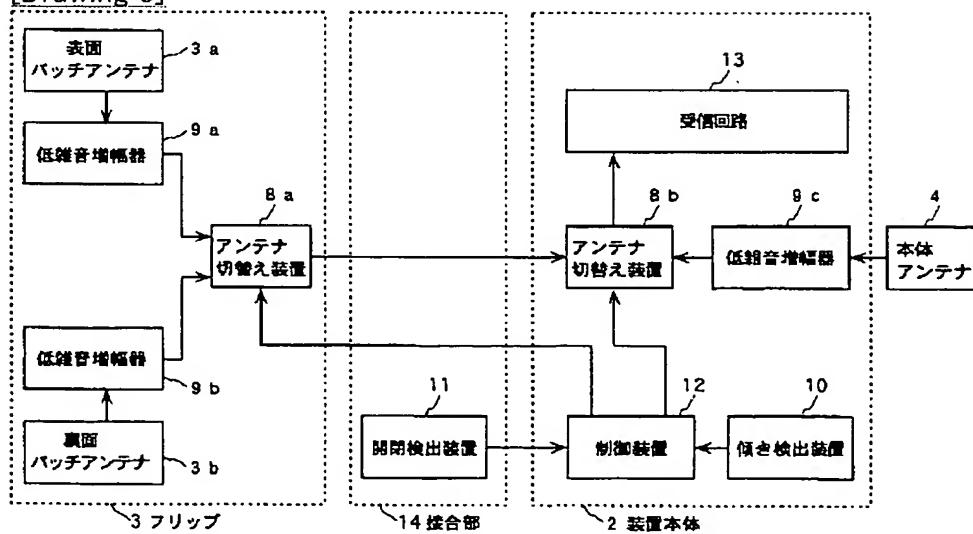 表面
パッチアンテナ
3 a
低雑音増幅器
9 a
アンテナ
切替え装置
8 a
低雑音増幅器
9 b
裏面
パッチアンテナ
3 b
3 フリップ
11
開閉検出装置
14 接合部
13
受信回路
8 b
アンテナ
切替え装置
9 c
低雑音増幅器
4
本体
アンテナ
12
制御装置
10
傾き検出装置
2 装置本体